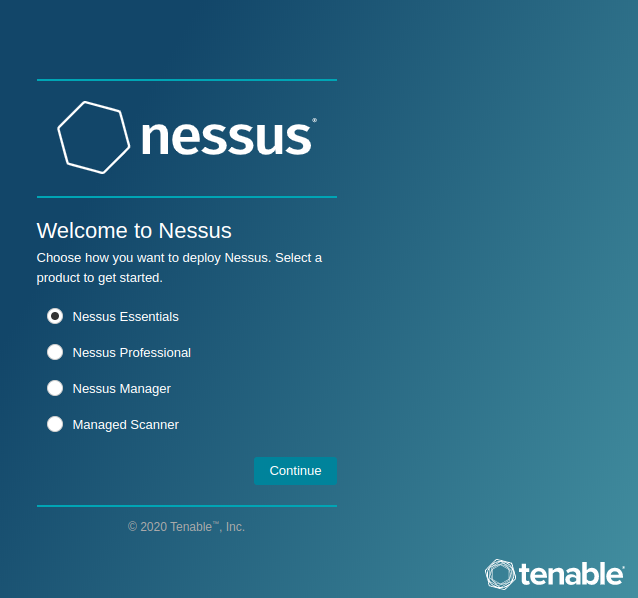 nessus®
Welcome to Nessus
Choose how you want to deploy Nessus. Select a
product to get started.
Nessus Essentials
Nessus Professional
Nessus Manager
Managed Scanner
Continue
© 2020 Tenable™, Inc.
tenable®